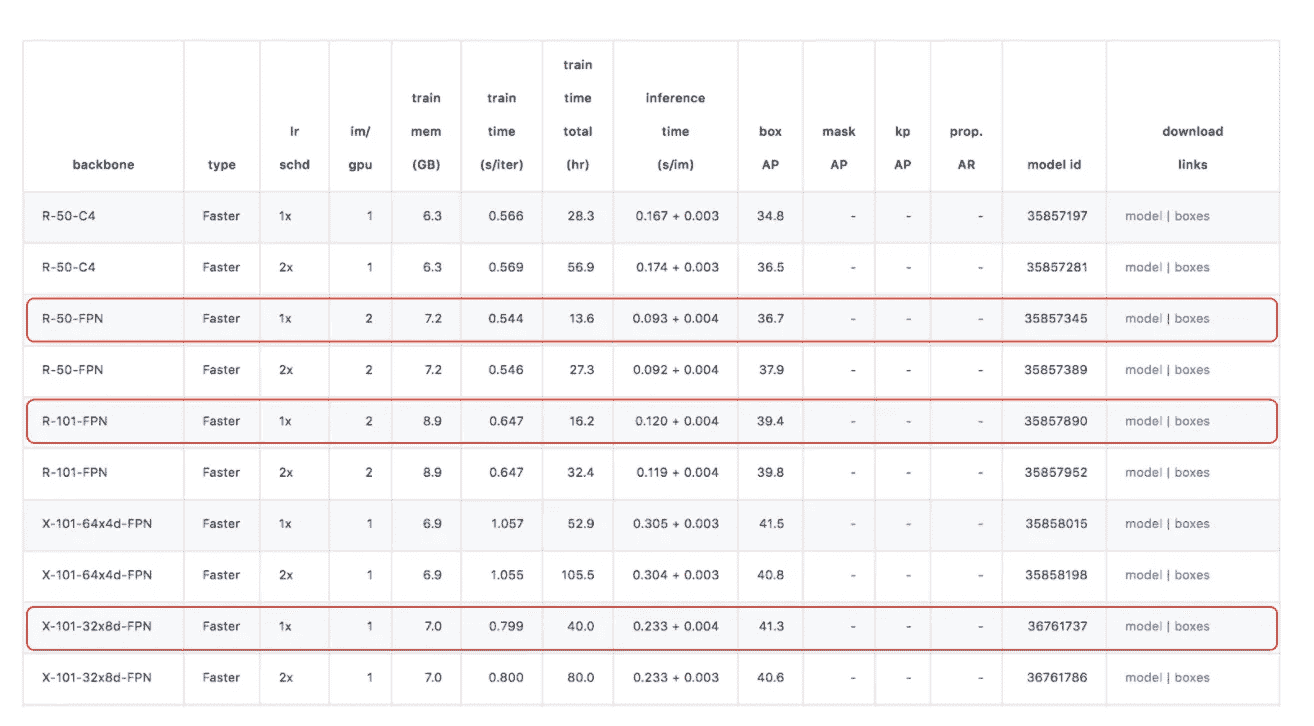 backbone type lr schd im/ gpu train mem (GB) train time (s/iter) train time total (hr) inference time (s/im) box AP mask AP kp AP prop. AR model id download links
R-50-C4 Faster 1x 1 6.3 0.566 28.3 0.167 + 0.003 34.8 - - - 35857197 model | boxes
R-50-C4 Faster 2x 1 6.3 0.569 56.9 0.174 + 0.003 36.5 - - - 35857281 model | boxes
R-50-FPN Faster 1x 2 7.2 0.544 13.6 0.093 + 0.004 36.7 - - - 35857345 model | boxes
R-50-FPN Faster 2x 2 7.2 0.546 27.3 0.092 + 0.004 37.9 - - - 35857389 model | boxes
R-101-FPN Faster 1x 2 8.9 0.647 16.2 0.120 + 0.004 39.4 - - - 35857890 model | boxes
R-101-FPN Faster 2x 2 8.9 0.647 32.4 0.119 + 0.004 39.8 - - - 35857952 model | boxes
X-101-64x4d-FPN Faster 1x 1 6.9 1.057 52.9 0.305 + 0.003 41.5 - - - 35858015 model | boxes
X-101-64x4d-FPN Faster 2x 1 6.9 1.055 105.5 0.304 + 0.003 40.8 - - - 35858198 model | boxes
X-101-32x8d-FPN Faster 1x 1 7.0 0.799 40.0 0.233 + 0.004 41.3 - - - 36761737 model | boxes
X-101-32x8d-FPN Faster 2x 1 7.0 0.800 80.0 0.233 + 0.003 40.6 - - - 36761786 model | boxes